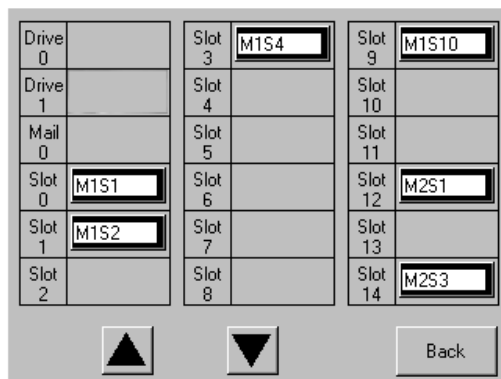 Drive
0
Drive
1
Mail
0
Slot
0
M1S1
Slot
1
M1S2
Slot
2
Slot
3
M1S4
Slot
4
Slot
5
Slot
6
Slot
7
Slot
8
Slot
9
M1S10
Slot
10
Slot
11
Slot
12
M2S1
Slot
13
Slot
14
M2S3
Back